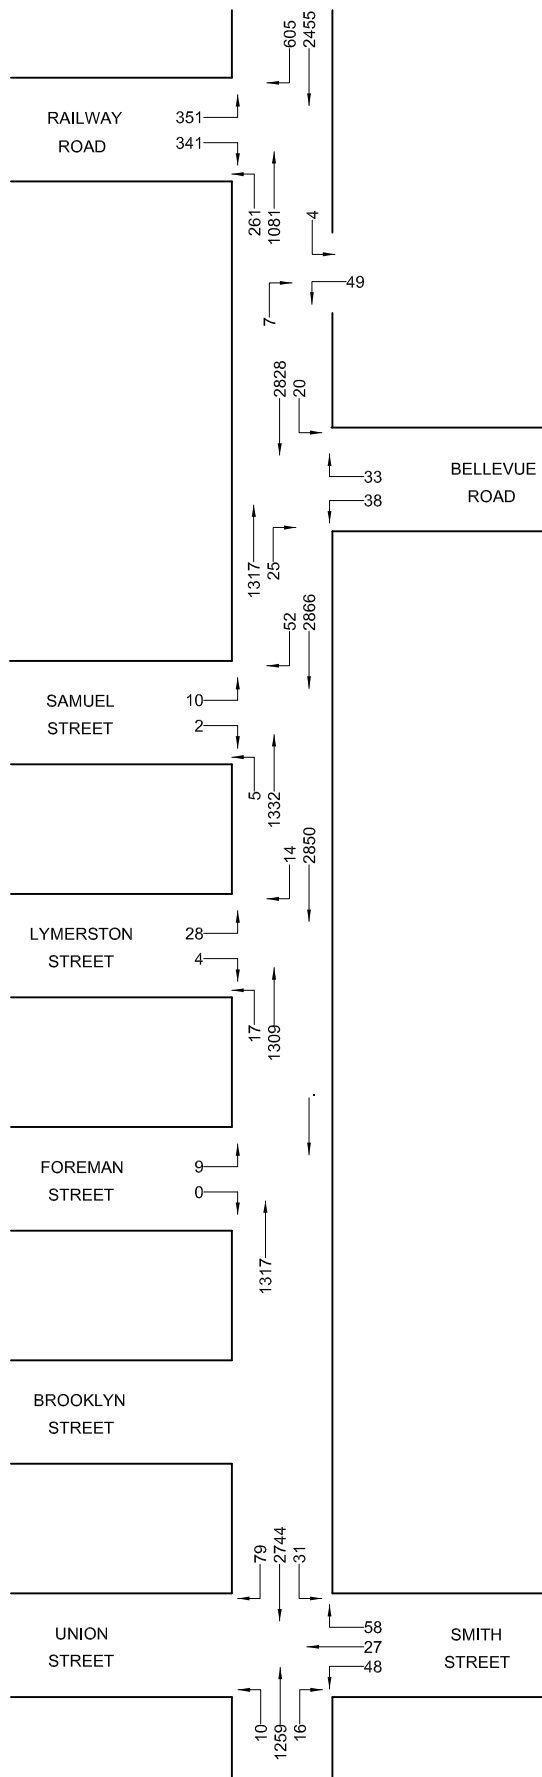 605
2455
RAILWAY
ROAD
351
341
261
1081
4
49
7
2828
20
33
38
BELLEVUE
ROAD
1317
25
52
2866
SAMUEL
STREET
10
2
5
1332
14
2850
LYMERSTON
STREET
28
4
17
1309
FOREMAN
STREET
9
0
1317
BROOKLYN
STREET
79
2744
31
UNION
STREET
58
27
48
SMITH
STREET
10
1259
16